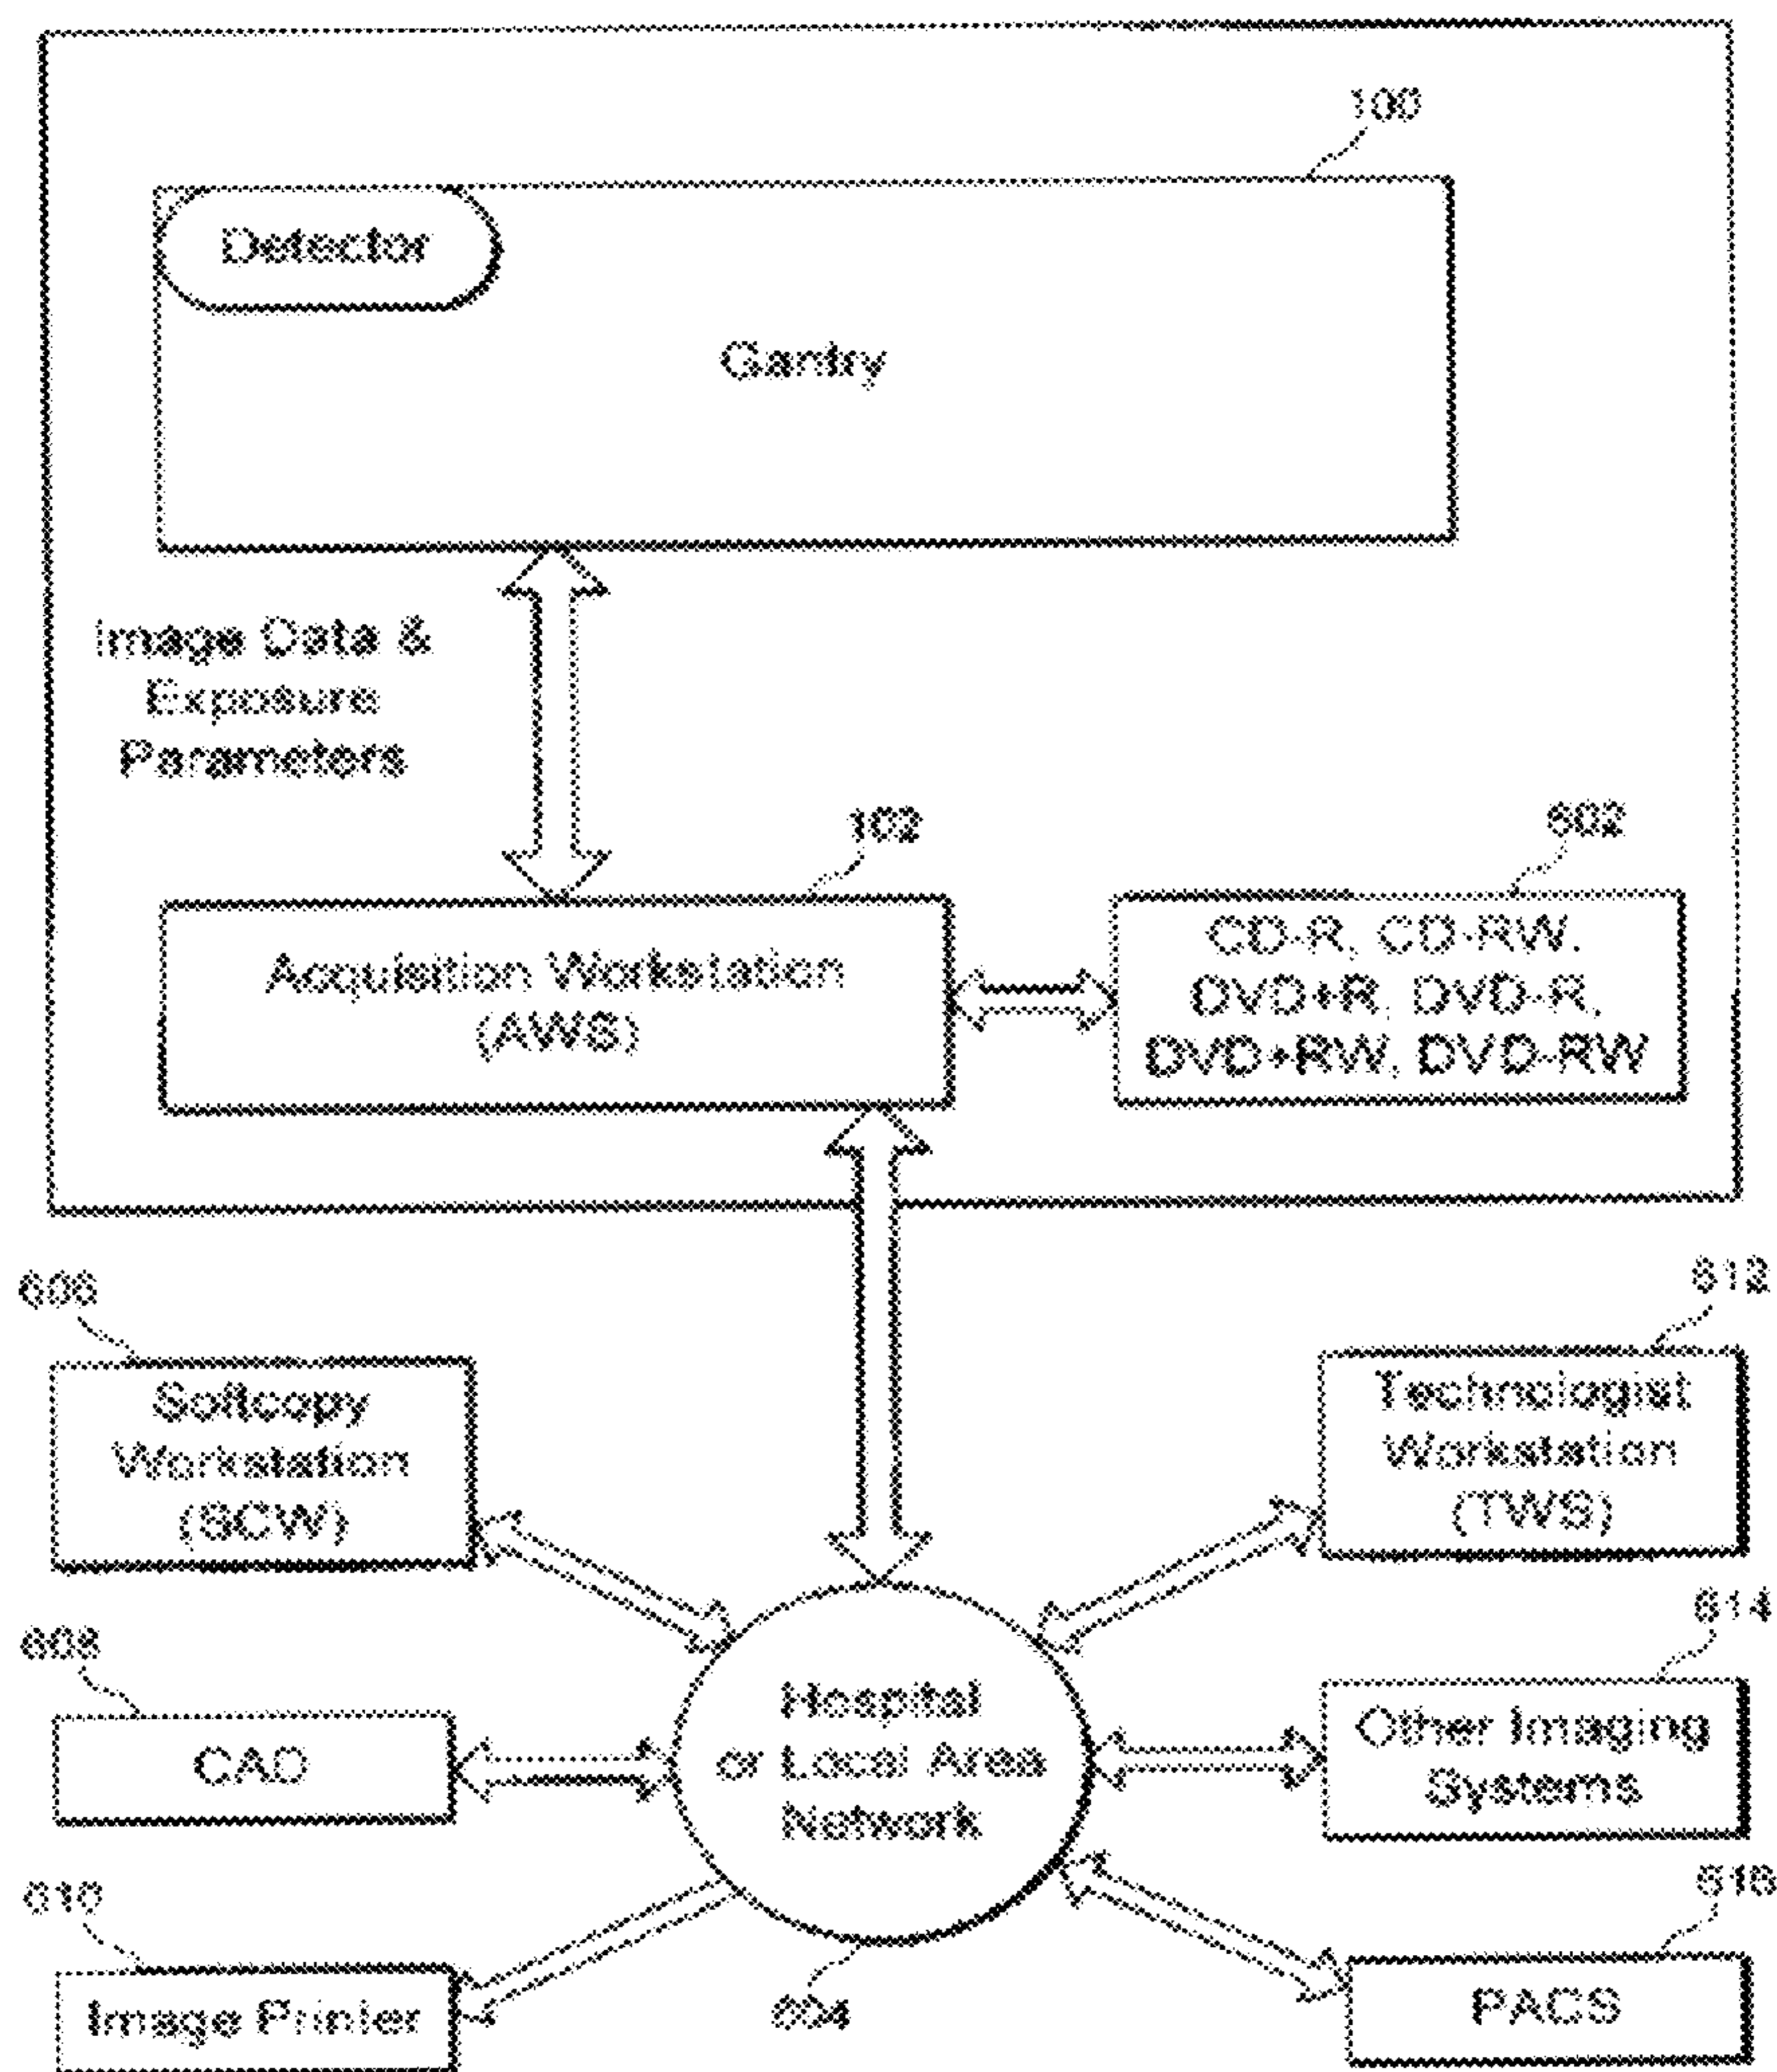 100
Detector
Gantry
Image Data &
Exposure
Parameters
102
602
Acquisition Workstation
(AWS)
CD-R, CD-RW,
DVD+R, DVD-R,
DVD+RW, DVD-RW
606
612
Softcopy
Workstation
(SCW)
Technologist
Workstation
(TWS)
608
614
CAD
Hospital
or Local Area
Network
Other Imaging
Systems
610
616
Image Printer
604
PACS